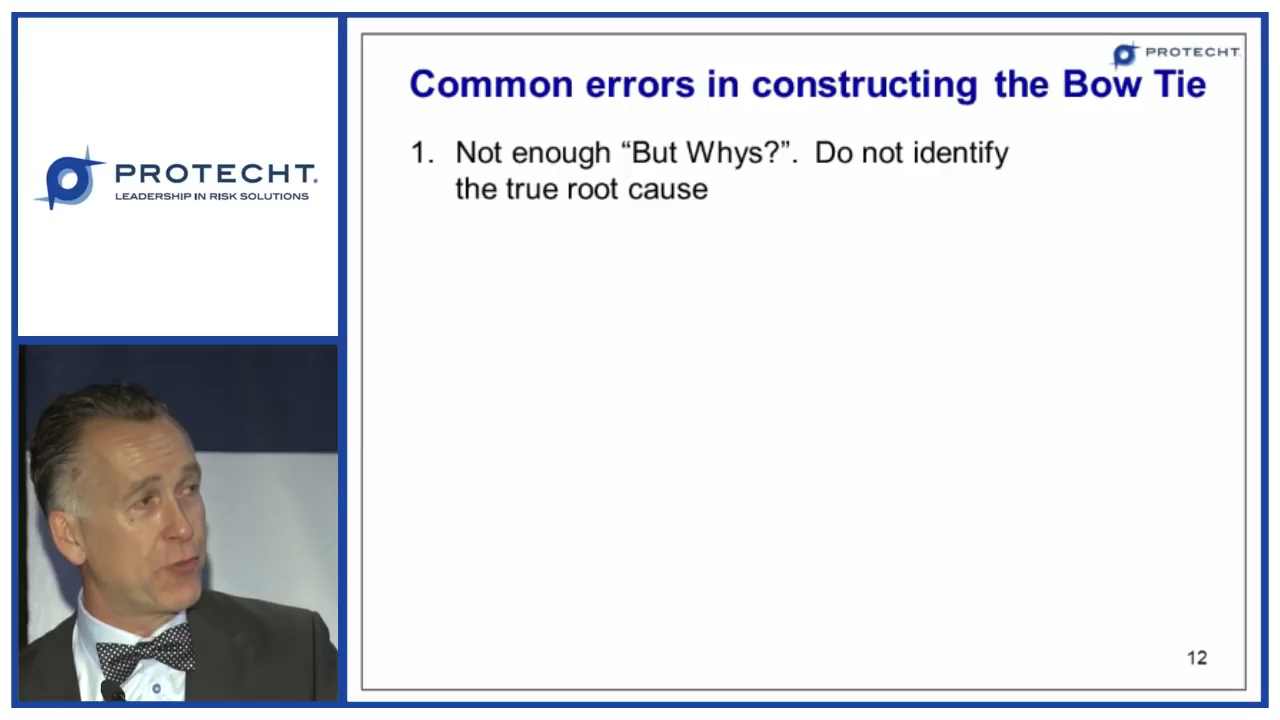 PROTECHT.
LEADERSHIP IN RISK SOLUTIONS
PROTECHT.
Common errors in constructing the Bow Tie
1. Not enough “But Whys?”. Do not identify
the true root cause
12